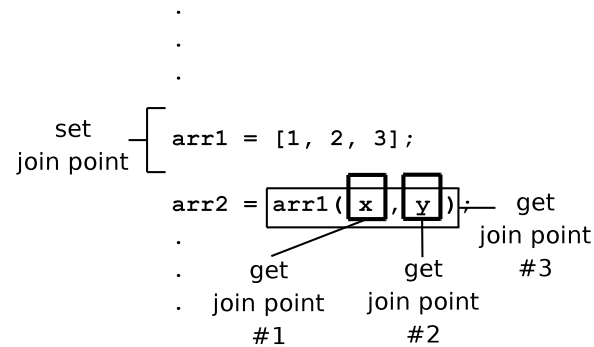 .
.
.
set
join point
arr1 = [1, 2, 3];
arr2 = arr1(x,y);
.
.
.
get
join point
#1
get
join point
#2
get
join point
#3